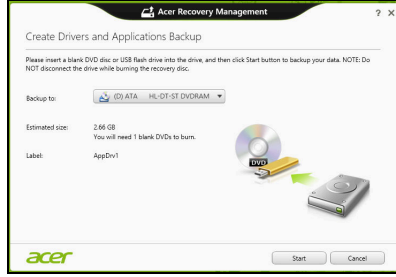 Acer Recovery Management
? X
Create Drivers and Applications Backup
Please insert a blank DVD disc or USB flash drive into the drive, and then click Start button to backup your data. NOTE: Do
NOT disconnect the drive while burning the recovery disc.
Backup to: (D) ATA HL-DT-ST DVDRAM
Estimated size: 2.66 GB
You will need 1 blank DVDs to burn.
Label: AppDrv1
DVD
acer
Start Cancel